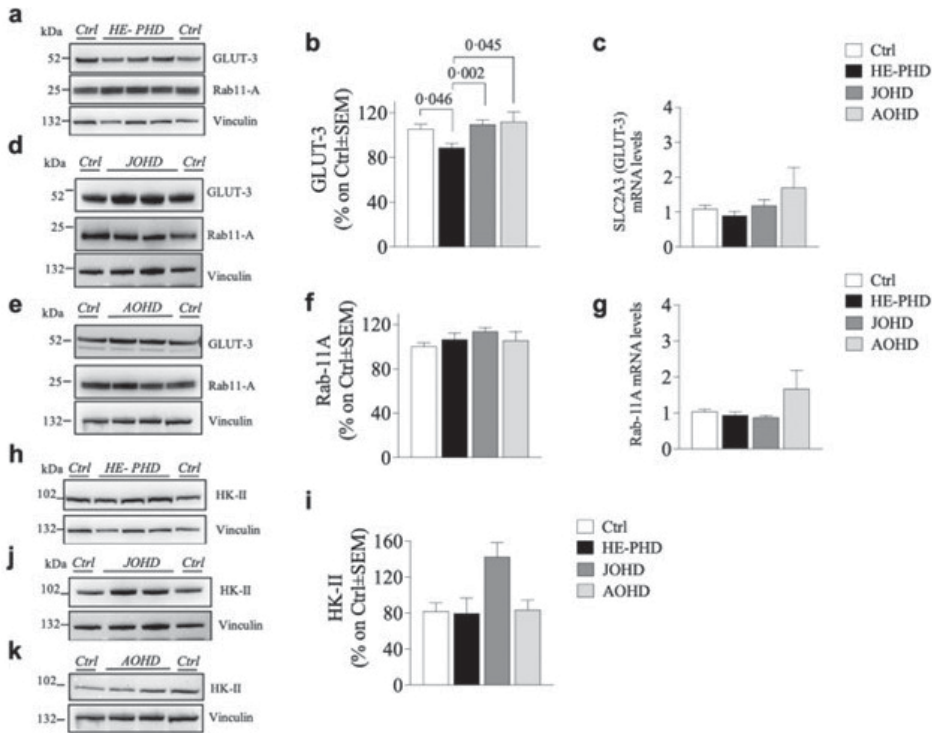 a
kDa Ctrl HE- PHD Ctrl
52 GLUT-3
25 Rab11-A
132 Vinculin
b
0·045
0·002
0·046
GLUT-3
(% on Ctrl±SEM)
120
80
40
0
c
SLC2A3 (GLUT-3)
mRNA levels
4
3
2
1
0
Ctrl
HE-PHD
JOHD
AOHD
d
Ctrl JOHD Ctrl
52 GLUT-3
25 Rab11-A
132 Vinculin
e
Ctrl AOHD Ctrl
52 GLUT-3
25 Rab11-A
132 Vinculin
f
Rab-11A
(% on Ctrl±SEM)
120
80
40
0
g
Rab-11A mRNA levels
4
3
2
1
0
Ctrl
HE-PHD
JOHD
AOHD
h
kDa Ctrl HE- PHD Ctrl
102 HK-II
132 Vinculin
i
HK-II
(% on Ctrl±SEM)
160
120
80
40
0
Ctrl
HE-PHD
JOHD
AOHD
j
kDa Ctrl JOHD Ctrl
102 HK-II
132 Vinculin
k
Ctrl AOHD Ctrl
102 HK-II
132 Vinculin